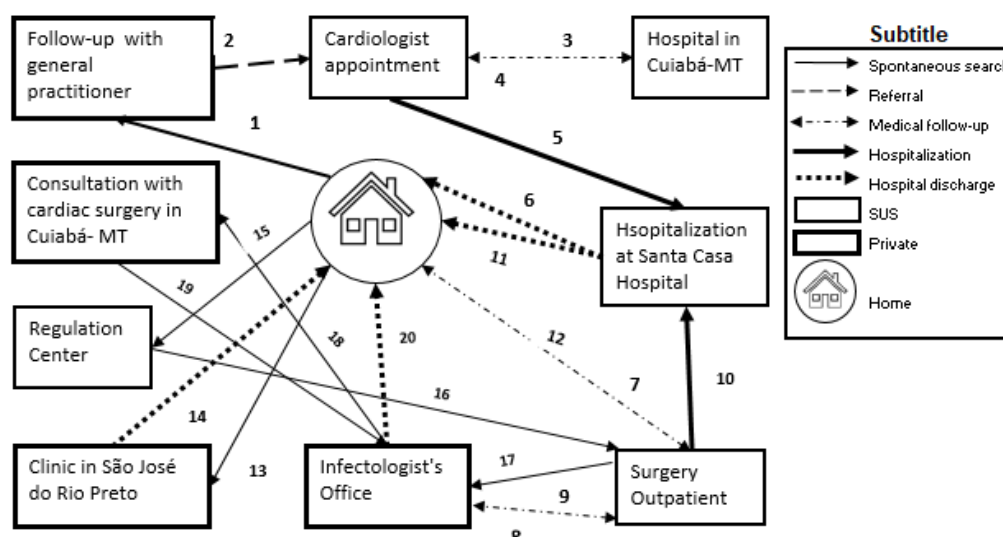 Follow-up with
general
practitioner
2
Cardiologist
appointment
3
4
Hospital in
Cuiabá-MT
1
5
Consultation with
cardiac surgery in
Cuiabá- MT
15
6
11
Hsopitalization
at Santa Casa
Hospital
19
Regulation
Center
18
20
12
7
10
16
14
Clinic in São José
do Rio Preto
13
Infectologist's
Office
17
9
8
Surgery
Outpatient
Subtitle
Spontaneous search
Referral
Medical follow-up
Hospitalization
Hospital discharge
SUS
Private
Home